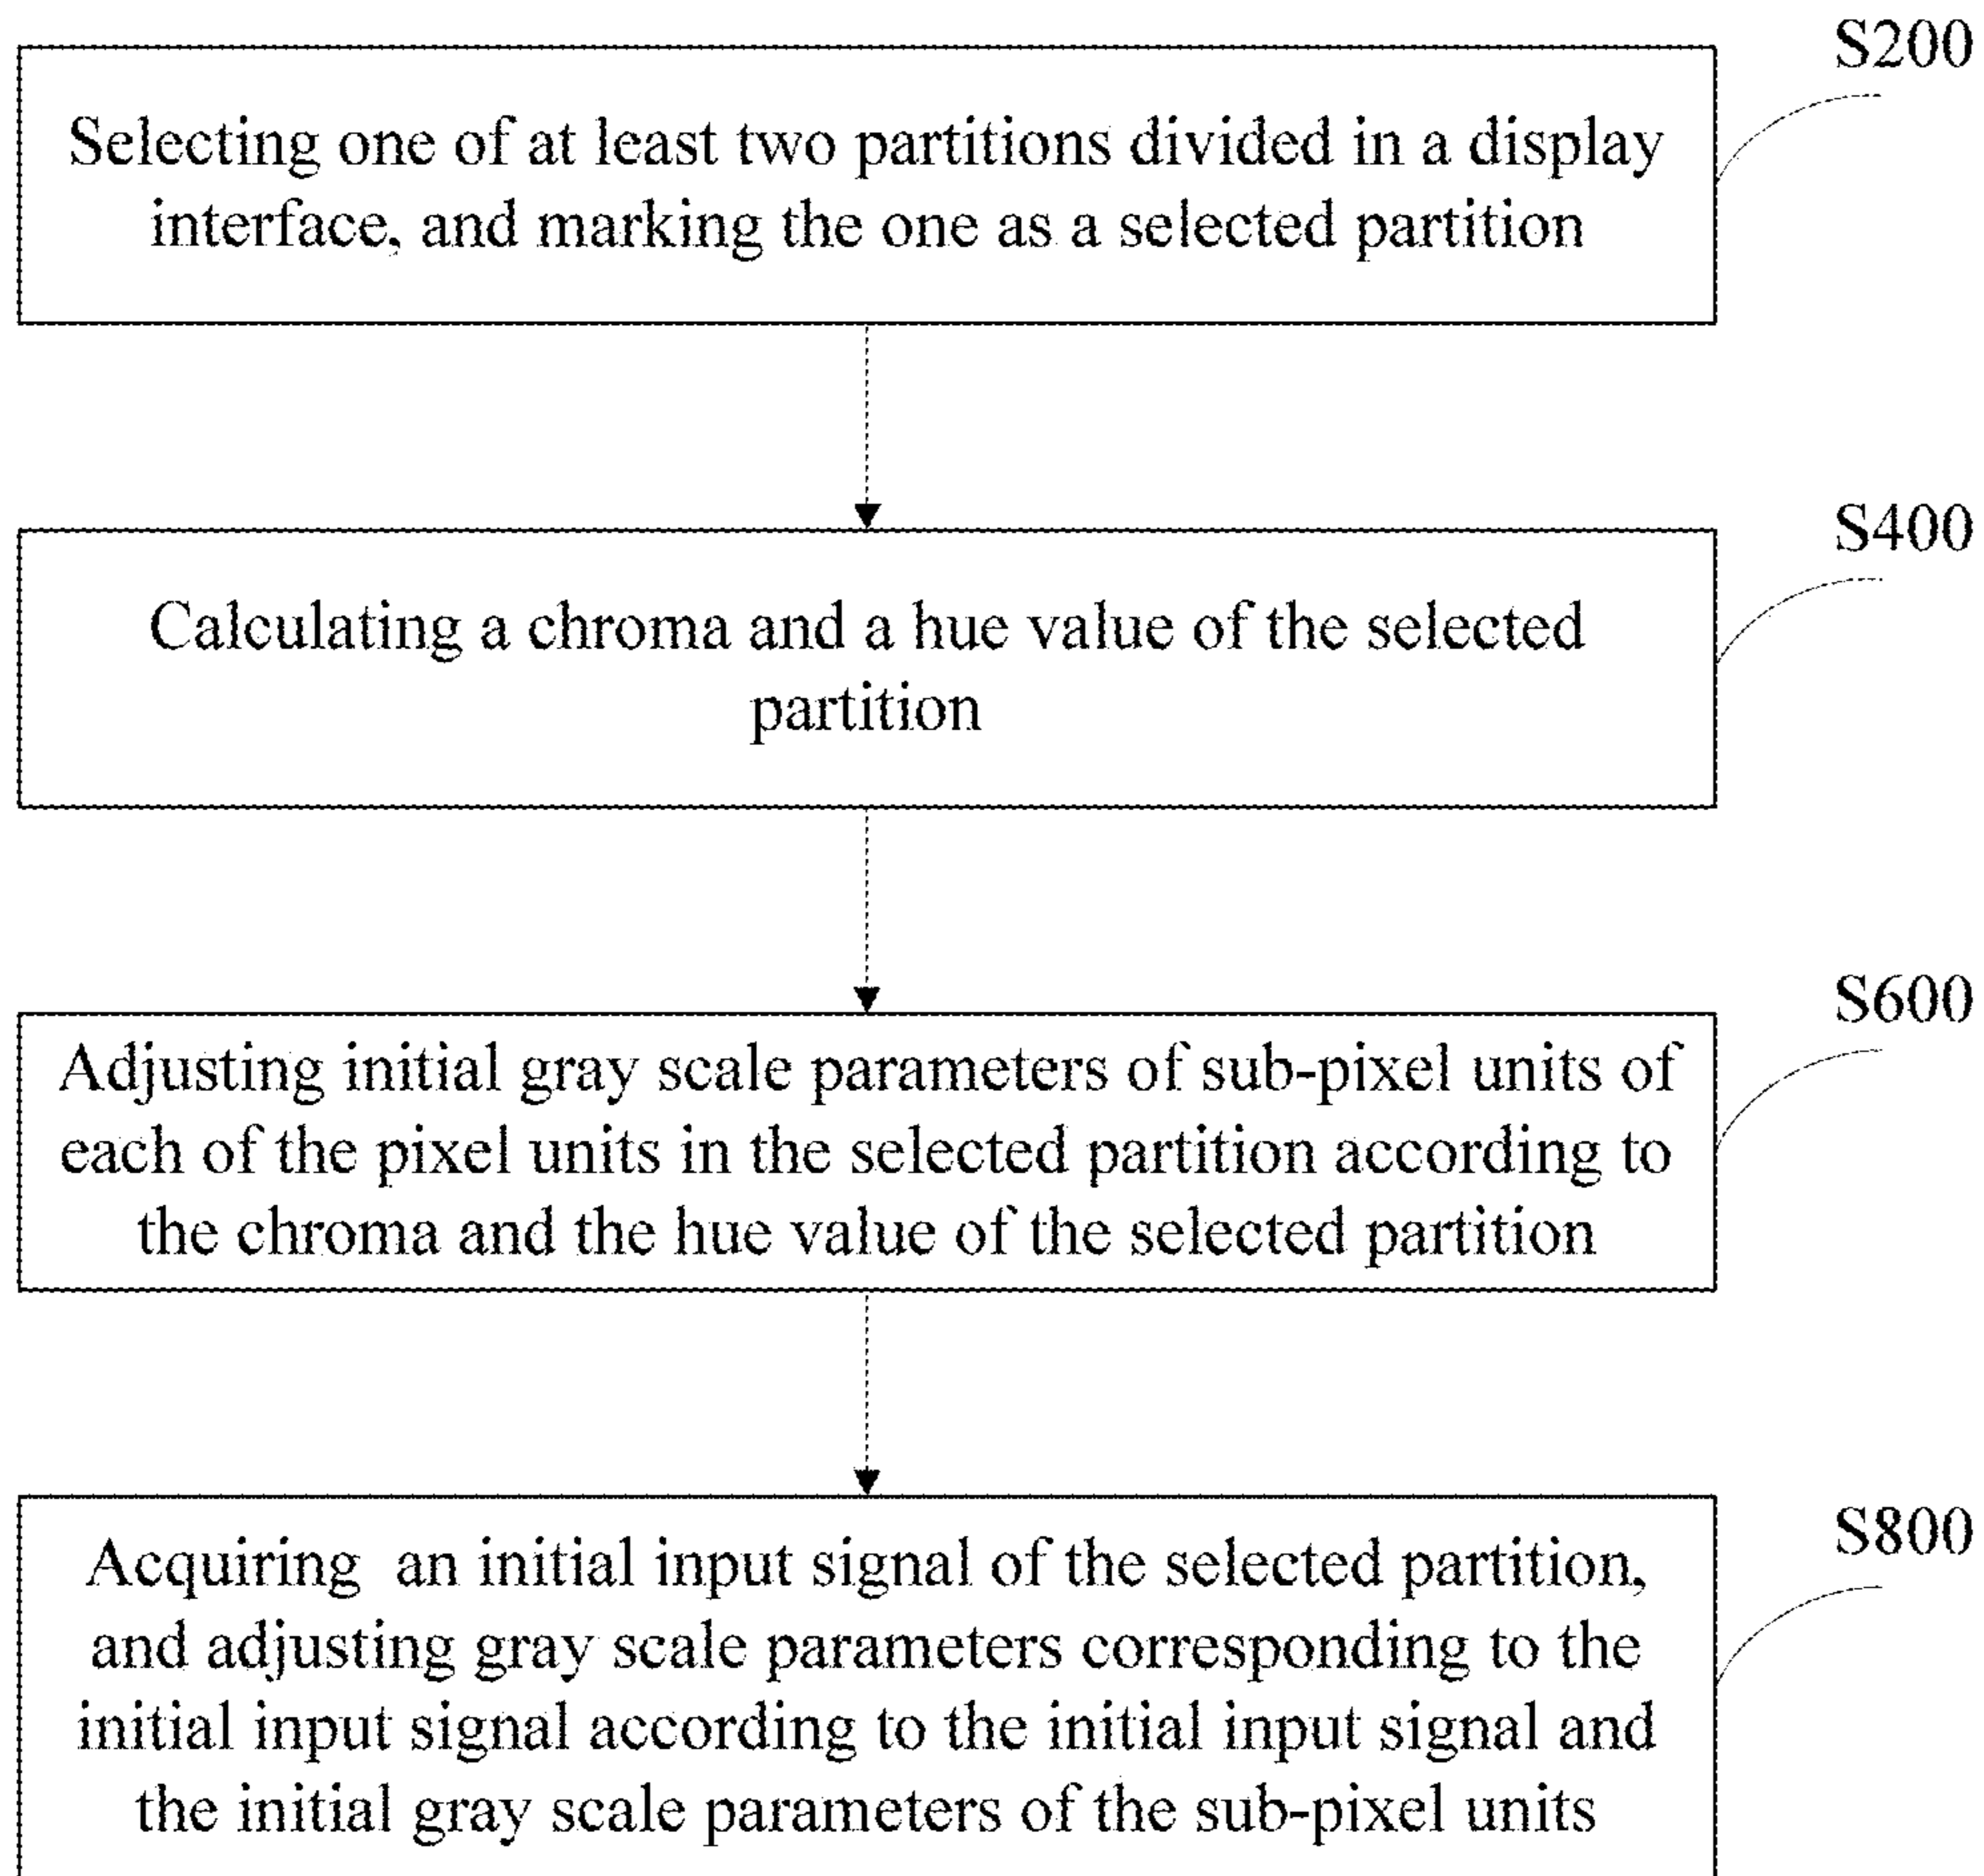 S200
Selecting one of at least two partitions divided in a display
interface, and marking the one as a selected partition
S400
Calculating a chroma and a hue value of the selected
partition
S600
Adjusting initial gray scale parameters of sub-pixel units of
each of the pixel units in the selected partition according to
the chroma and the hue value of the selected partition
S800
Acquiring an initial input signal of the selected partition,
and adjusting gray scale parameters corresponding to the
initial input signal according to the initial input signal and
the initial gray scale parameters of the sub-pixel units